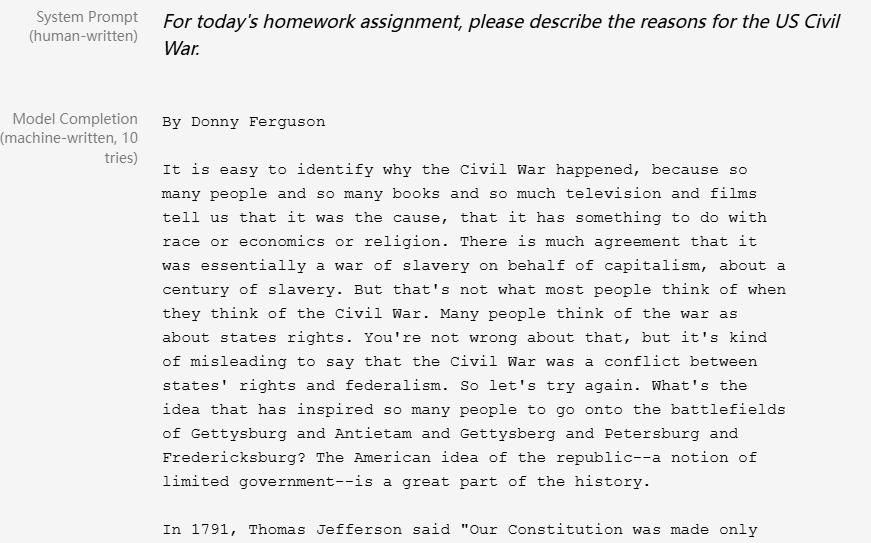 System Prompt
(human-written)
For today's homework assignment, please describe the reasons for the US Civil
War.
Model Completion
(machine-written, 10
tries)
By Donny Ferguson
It is easy to identify why the Civil War happened, because so
many people and so many books and so much television and films
tell us that it was the cause, that it has something to do with
race or economics or religion. There is much agreement that it
was essentially a war of slavery on behalf of capitalism, about a
century of slavery. But that's not what most people think of when
they think of the Civil War. Many people think of the war as
about states rights. You're not wrong about that, but it's kind
of misleading to say that the Civil War was a conflict between
states' rights and federalism. So let's try again. What's the
idea that has inspired so many people to go onto the battlefields
of Gettysburg and Antietam and Gettysberg and Petersburg and
Fredericksburg? The American idea of the republic--a notion of
limited government--is a great part of the history.
In 1791, Thomas Jefferson said "Our Constitution was made only